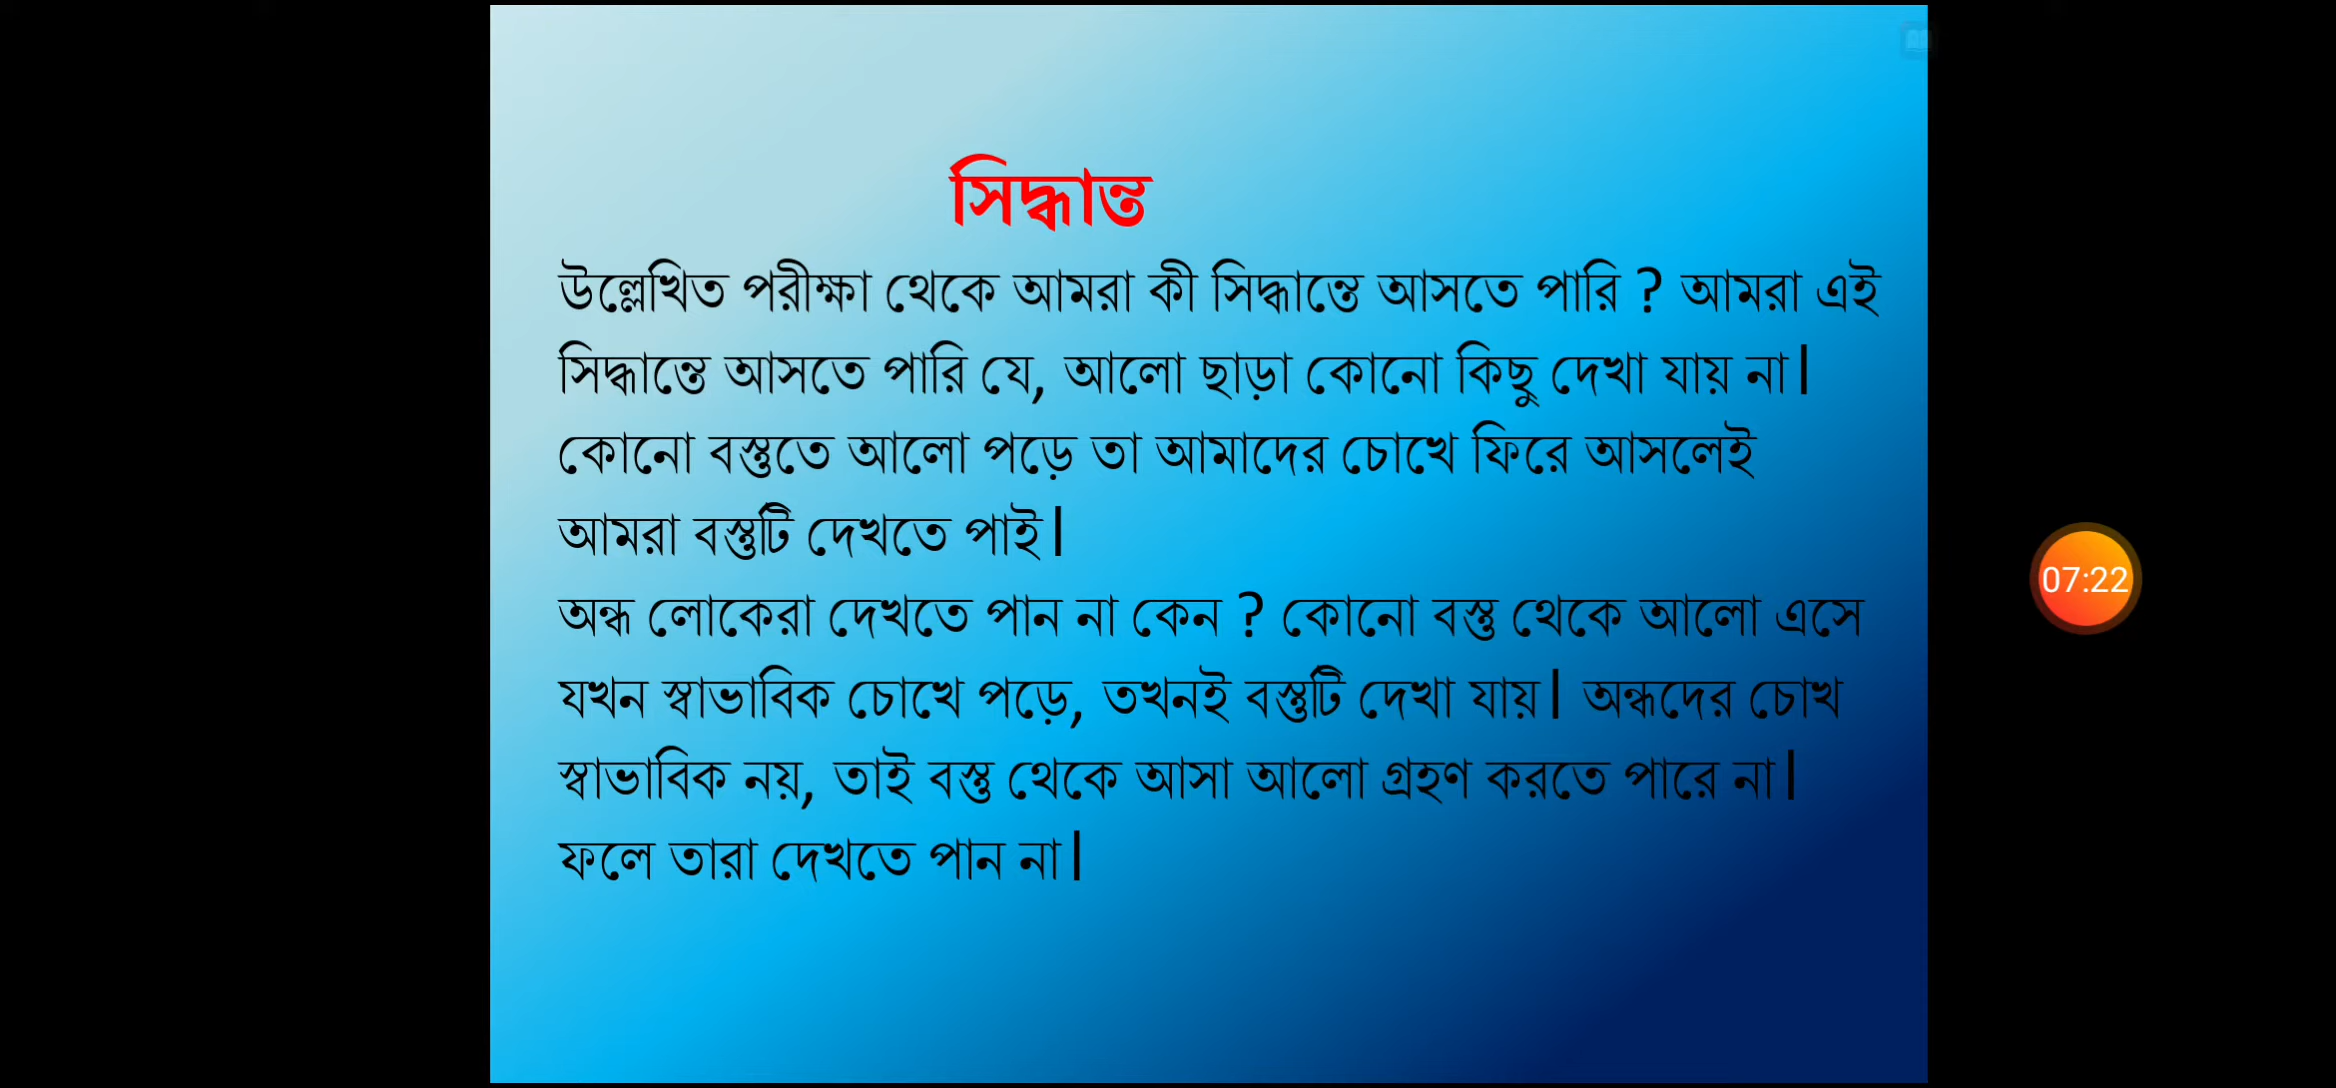 সিদ্ধান্ত
উল্লেখিত পরীক্ষা থেকে আমরা কী সিদ্ধান্তে আসতে পারি ? আমরা এই
সিদ্ধান্তে আসতে পারি যে, আলো ছাড়া কোনো কিছু দেখা যায় না।
কোনো বস্তুতে আলো পড়ে তা আমাদের চোখে ফিরে আসলেই
আমরা বস্তুটি দেখতে পাই।
অন্ধ লোকেরা দেখতে পান না কেন ? কোনো বস্তু থেকে আলো এসে
যখন স্বাভাবিক চোখে পড়ে, তখনই বস্তুটি দেখা যায়। অন্ধদের চোখ
স্বাভাবিক নয়, তাই বস্তু থেকে আসা আলো গ্রহণ করতে পারে না।
ফলে তারা দেখতে পান না।
07:22